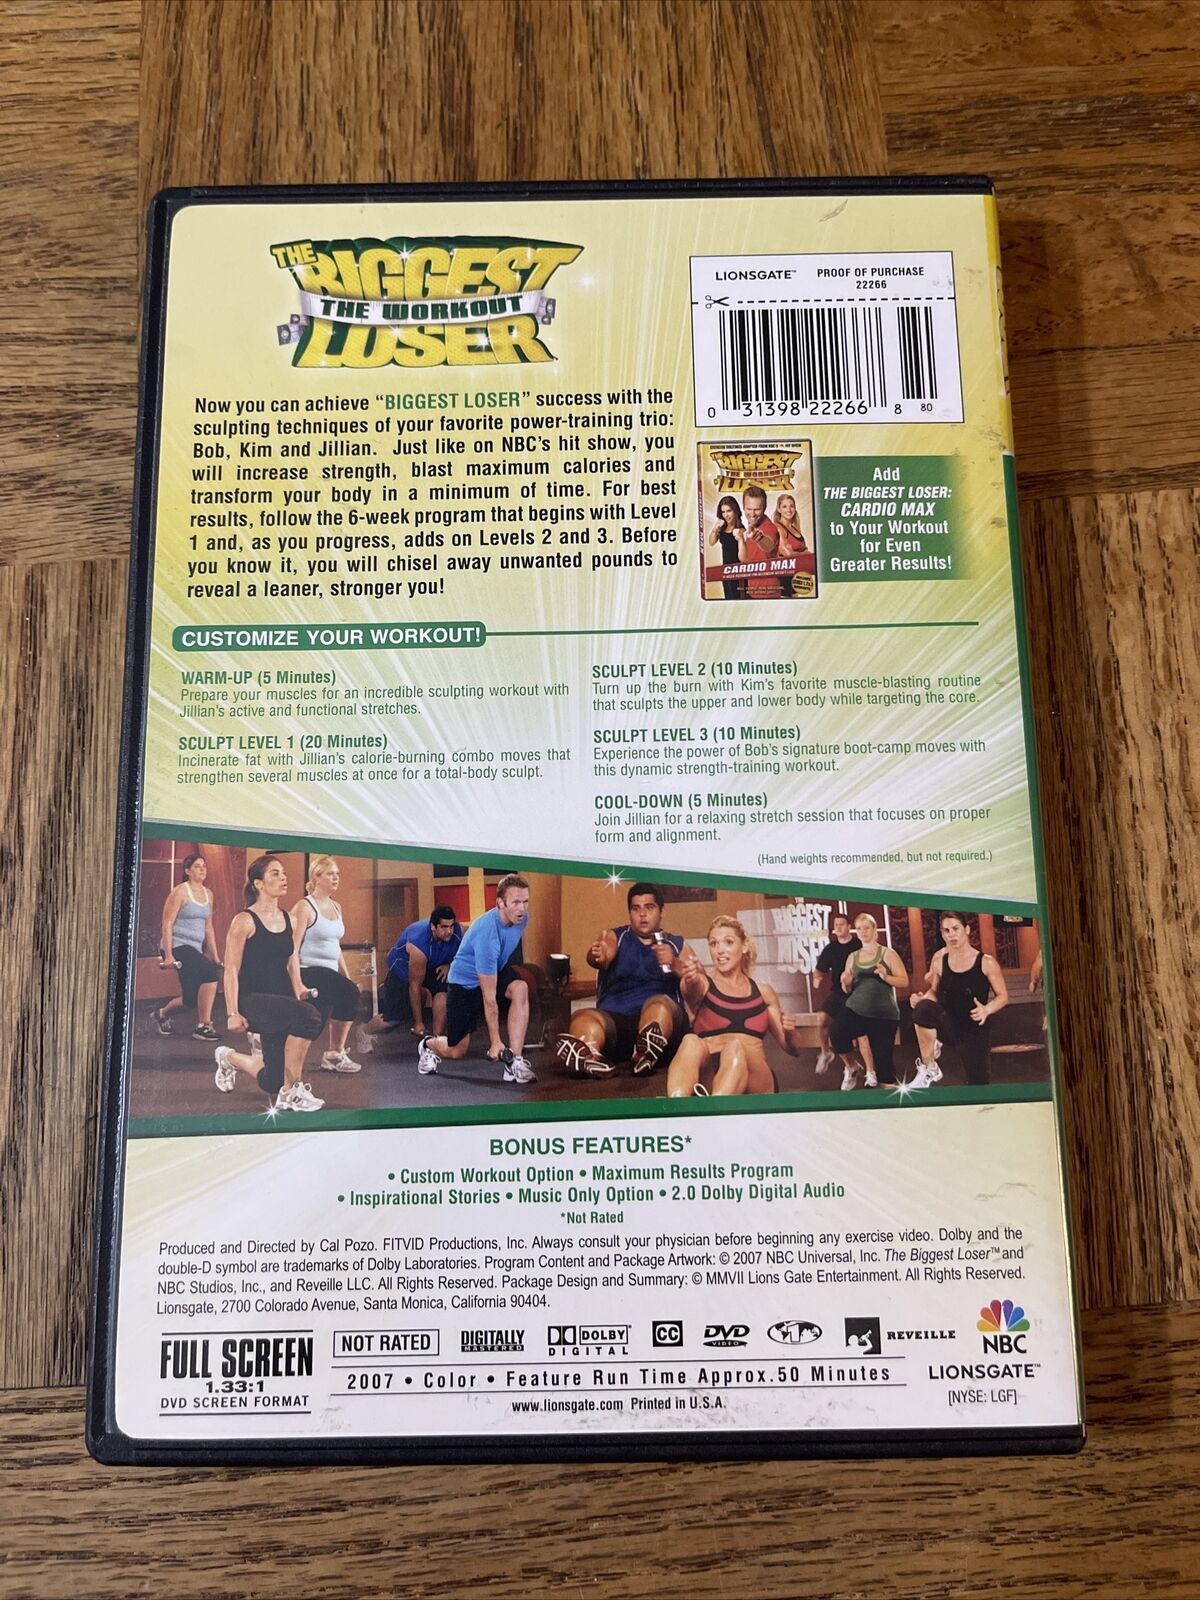 THE
BIGGEST
THE WORKOUT
LOSER
LIONSGATE™ PROOF OF PURCHASE
22266
0 31398 22266 8 80
Now you can achieve "BIGGEST LOSER" success with the
sculpting techniques of your favorite power-training trio:
Bob, Kim and Jillian. Just like on NBC's hit show, you
will increase strength, blast maximum calories and
transform your body in a minimum of time. For best
results, follow the 6-week program that begins with Level
1 and, as you progress, adds on Levels 2 and 3. Before
you know it, you will chisel away unwanted pounds to
reveal a leaner, stronger you!
THE
BIGGEST
THE WORKOUT
LOSER
CARDIO MAX
Add
THE BIGGEST LOSER:
CARDIO MAX
to Your Workout
for Even
Greater Results!
CUSTOMIZE YOUR WORKOUT!
WARM-UP (5 Minutes)
Prepare your muscles for an incredible sculpting workout with
Jillian's active and functional stretches.
SCULPT LEVEL 1 (20 Minutes)
Incinerate fat with Jillian's calorie-burning combo moves that
strengthen several muscles at once for a total-body sculpt.
SCULPT LEVEL 2 (10 Minutes)
Turn up the burn with Kim's favorite muscle-blasting routine
that sculpts the upper and lower body while targeting the core.
SCULPT LEVEL 3 (10 Minutes)
Experience the power of Bob's signature boot-camp moves with
this dynamic strength-training workout.
COOL-DOWN (5 Minutes)
Join Jillian for a relaxing stretch session that focuses on proper
form and alignment.
(Hand weights recommended, but not required.)
THE
BIGGEST
BONUS FEATURES*
• Custom Workout Option • Maximum Results Program
• Inspirational Stories • Music Only Option • 2.0 Dolby Digital Audio
*Not Rated
Produced and Directed by Cal Pozo. FITVID Productions, Inc. Always consult your physician before beginning any exercise video. Dolby and the
double-D symbol are trademarks of Dolby Laboratories. Program Content and Package Artwork: © 2007 NBC Universal, Inc. The Biggest Loser™ and
NBC Studios, Inc., and Reveille LLC. All Rights Reserved. Package Design and Summary: © MMVII Lions Gate Entertainment. All Rights Reserved.
Lionsgate, 2700 Colorado Avenue, Santa Monica, California 90404.
FULL SCREEN
1.33:1
DVD SCREEN FORMAT
NOT RATED
DIGITALLY
MASTERED
DOLBY
DIGITAL
CC
DVD
VIDEO
1
REVEILLE
2007 • Color • Feature Run Time Approx. 50 Minutes
www.lionsgate.com Printed in U.S.A.
NBC
LIONSGATE™
[NYSE: LGF]